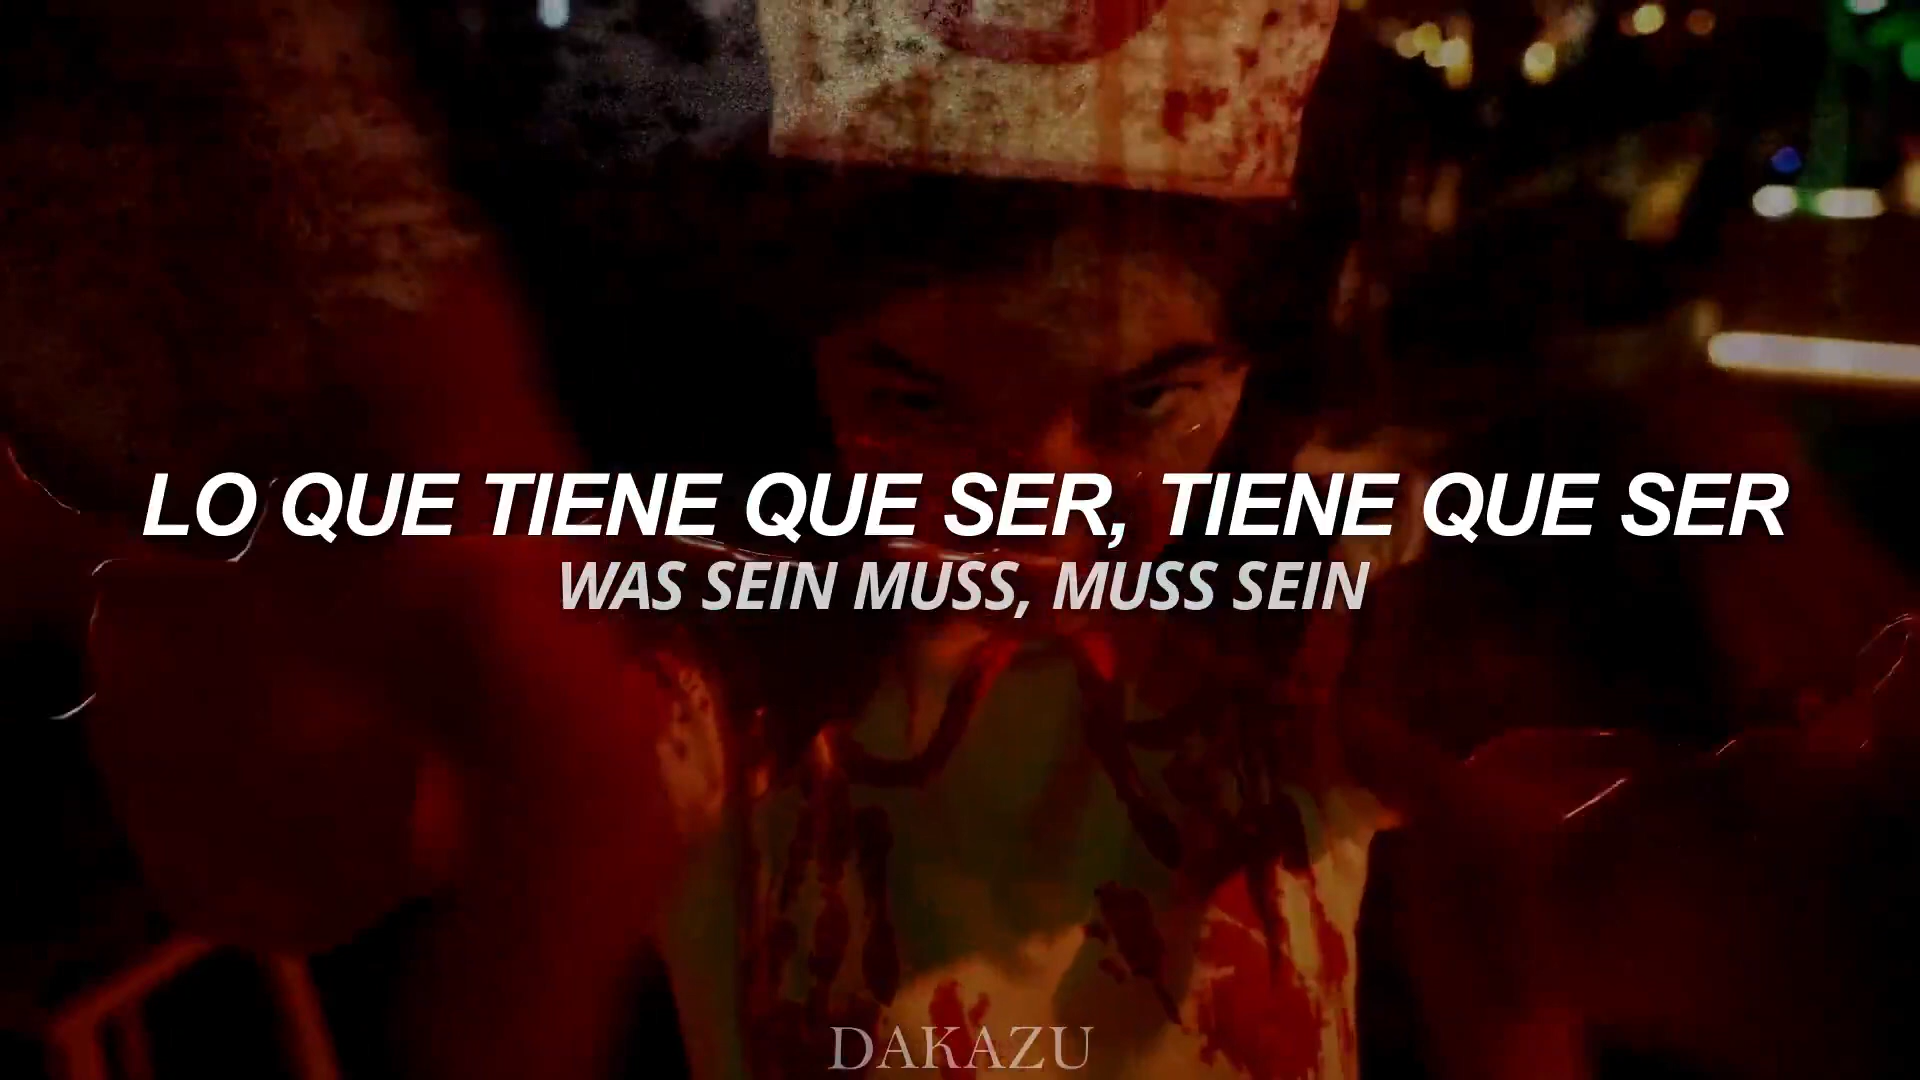 LO QUE TIENE QUE SER, TIENE QUE SER
WAS SEIN MUSS, MUSS SEIN
DAKAZU